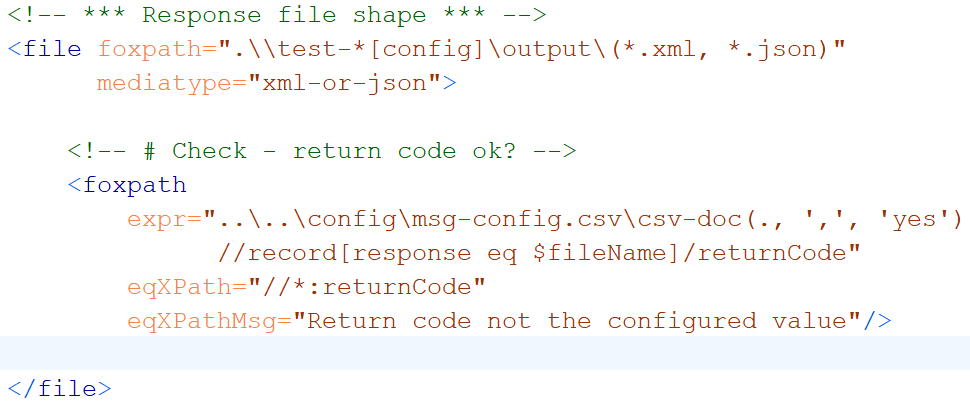 <!-- *** Response file shape *** -->
<file foxpath=".\\test-*[config]\output\(*.xml, *.json)"
mediatype="xml-or-json">
<!-- # Check - return code ok? -->
<foxpath
expr="..\..\config\msg-config.csv\csv-doc(., ',', 'yes')
//record[response eq $fileName]/returnCode"
eqXPath="//*:returnCode"
eqXPathMsg="Return code not the configured value"/>
</file>